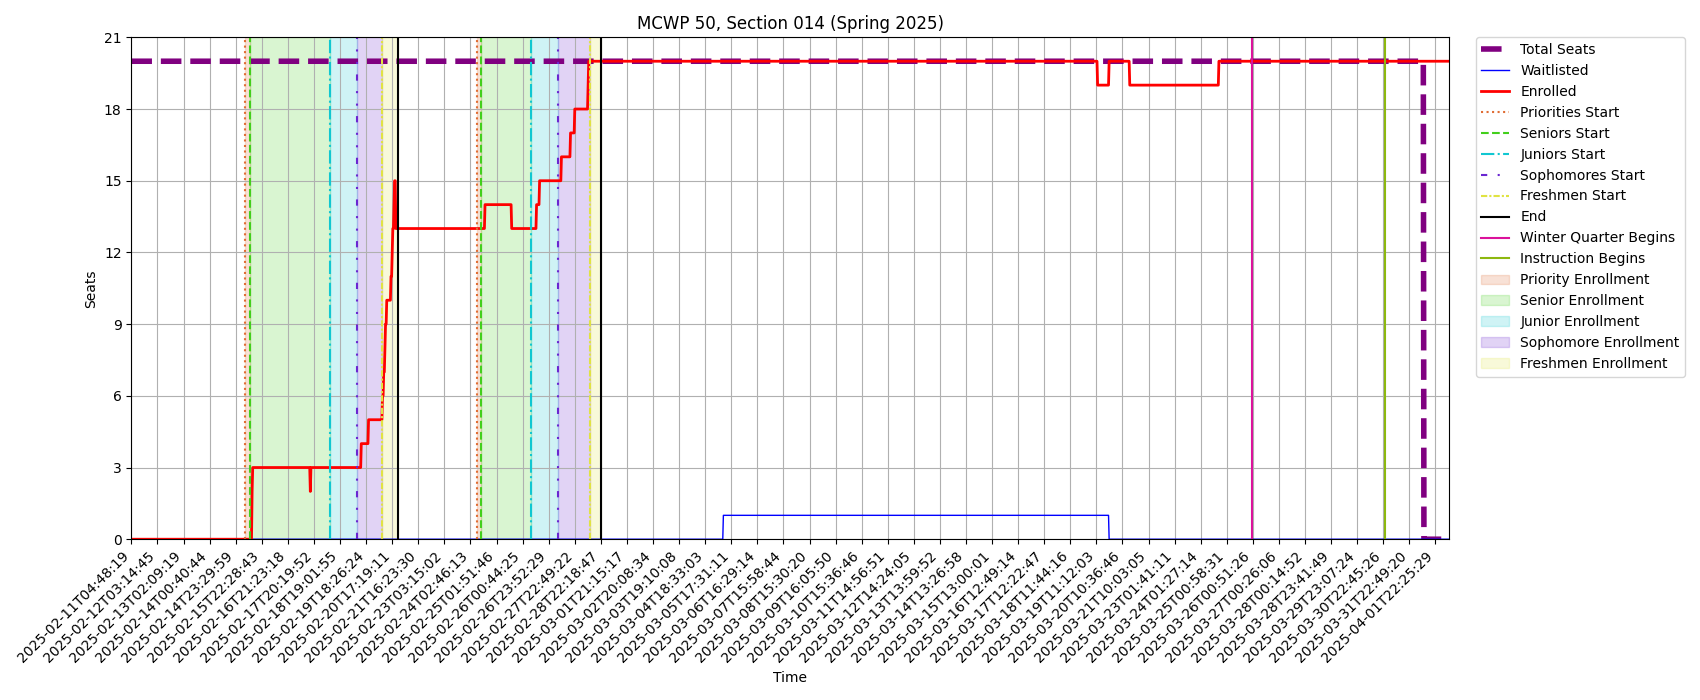 MCWP 50, Section 014 (Spring 2025)
21
18
15
12
9
6
3
0
Seats
2025-02-11T04:48:19
2025-02-12T03:14:45
2025-02-13T02:09:19
2025-02-14T00:40:44
2025-02-14T23:29:59
2025-02-15T22:28:43
2025-02-16T21:23:18
2025-02-17T20:19:52
2025-02-18T19:01:55
2025-02-19T18:26:24
2025-02-20T17:19:11
2025-02-21T16:23:30
2025-02-23T03:15:02
2025-02-24T02:46:13
2025-02-25T01:51:46
2025-02-26T00:44:25
2025-02-26T23:52:29
2025-02-27T22:49:22
2025-02-28T22:18:47
2025-03-01T21:15:17
2025-03-02T20:08:34
2025-03-03T19:10:08
2025-03-04T18:33:03
2025-03-05T17:31:11
2025-03-06T16:29:14
2025-03-07T15:58:44
2025-03-08T15:30:20
2025-03-09T16:05:50
2025-03-10T15:36:46
2025-03-11T14:56:51
2025-03-12T14:24:05
2025-03-13T13:59:52
2025-03-14T13:26:58
2025-03-15T13:00:01
2025-03-16T12:49:14
2025-03-17T12:22:47
2025-03-18T11:44:16
2025-03-19T11:12:03
2025-03-20T10:36:46
2025-03-21T10:03:05
2025-03-24T01:41:11
2025-03-24T01:27:14
2025-03-25T00:58:31
2025-03-26T00:51:26
2025-03-27T00:26:06
2025-03-28T00:14:52
2025-03-28T23:41:49
2025-03-29T23:07:24
2025-03-30T22:45:26
2025-03-31T22:49:20
2025-04-01T22:25:29
Time
Total Seats
Waitlisted
Enrolled
Priorities Start
Seniors Start
Juniors Start
Sophomores Start
Freshmen Start
End
Winter Quarter Begins
Instruction Begins
Priority Enrollment
Senior Enrollment
Junior Enrollment
Sophomore Enrollment
Freshmen Enrollment